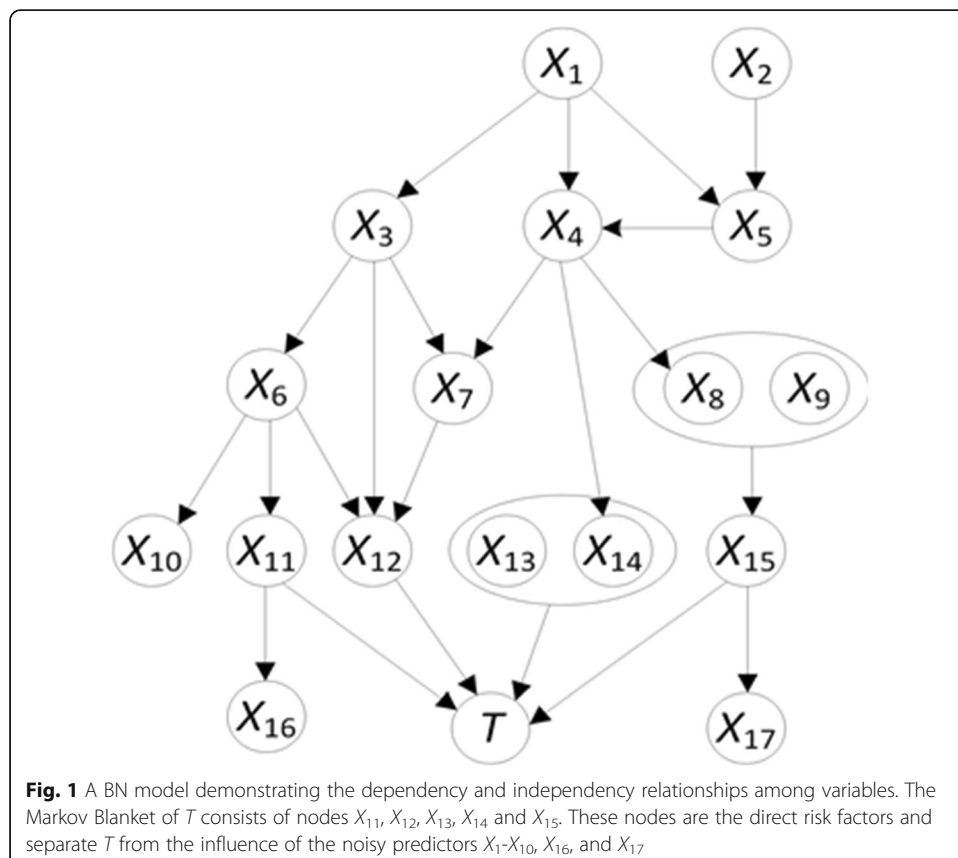 X1 X2
X3 X4 X5
X6 X7 X8 X9
X10 X11 X12 X13 X14 X15
X16 T X17
Fig. 1 A BN model demonstrating the dependency and independency relationships among variables. The
Markov Blanket of T consists of nodes X11, X12, X13, X14 and X15. These nodes are the direct risk factors and
separate T from the influence of the noisy predictors X1-X10, X16, and X17